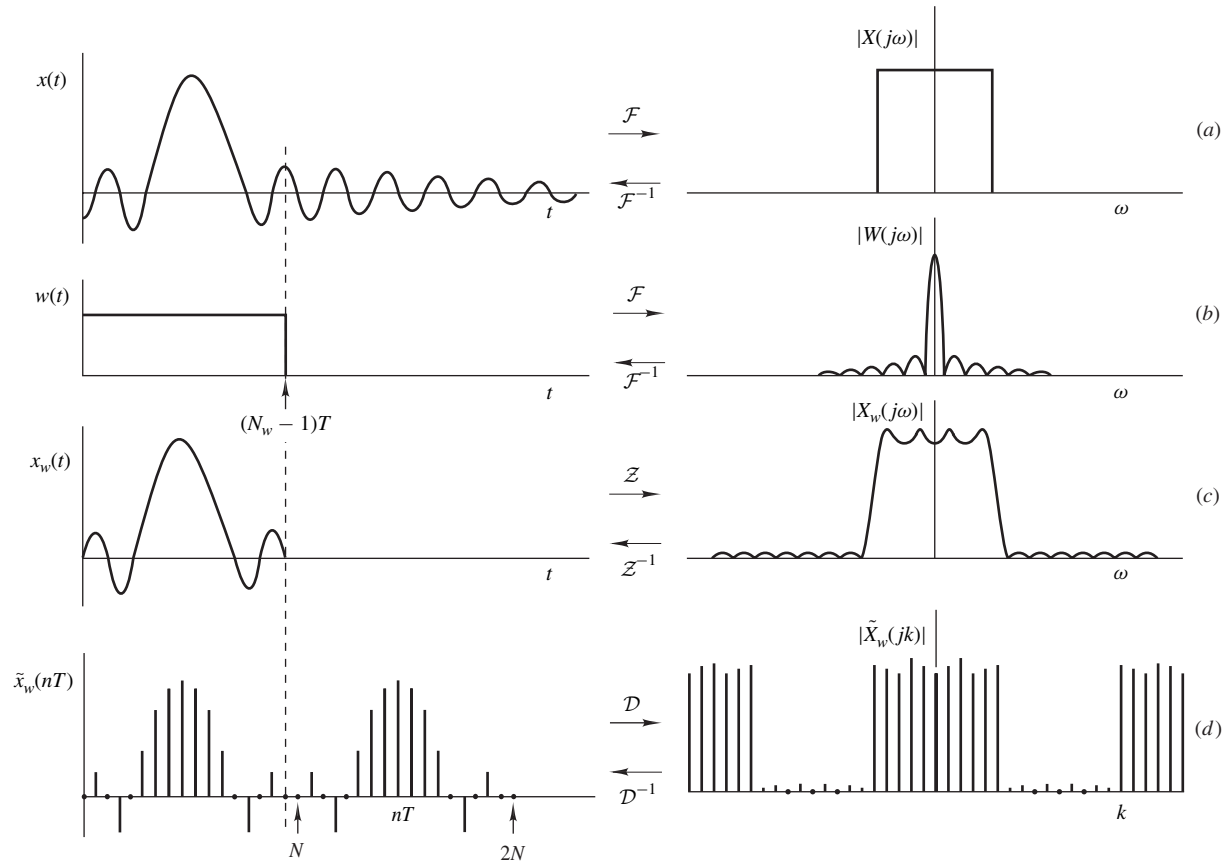 x(t)
ℱ
ℱ⁻¹
t
|X(jω)|
ω
(a)
w(t)
ℱ
ℱ⁻¹
t
|W(jω)|
ω
(b)
(N_w − 1)T
x_w(t)
𝒵
𝒵⁻¹
t
|X_w(jω)|
ω
(c)
x̃_w(nT)
𝒟
𝒟⁻¹
nT
N
2N
|X̃_w(jk)|
k
(d)